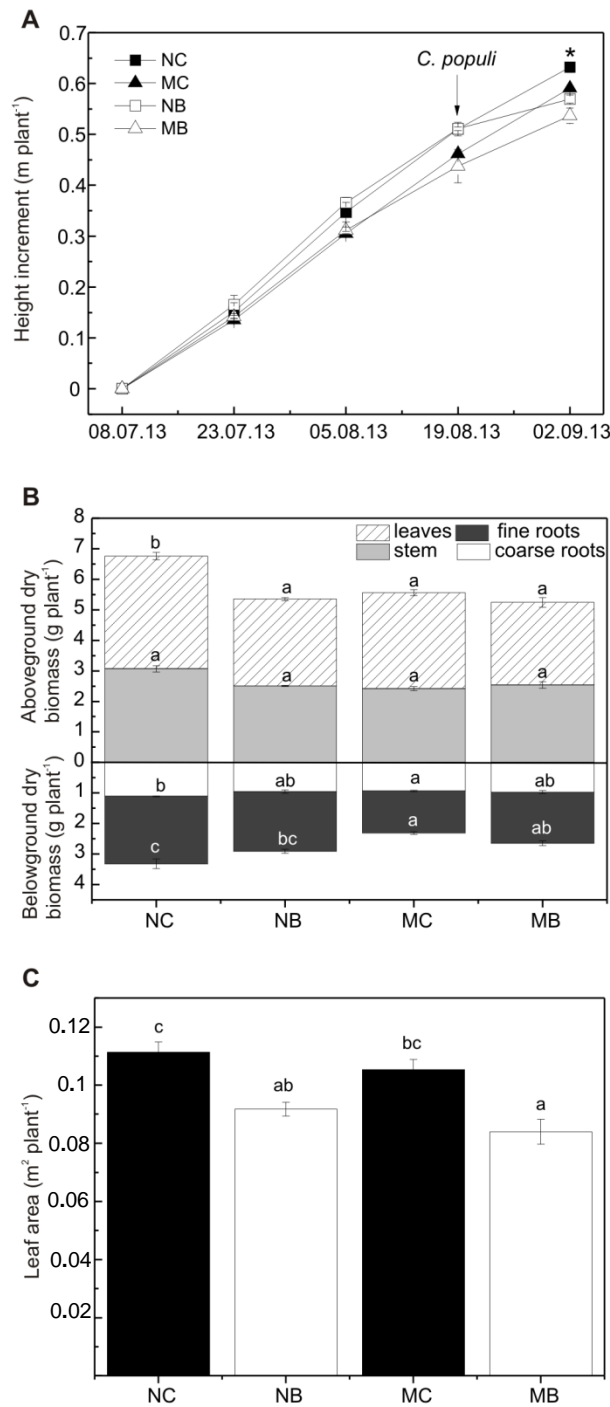 A
0.7
0.6
0.5
0.4
0.3
0.2
0.1
0
Height increment (m plant⁻¹)
NC
MC
NB
MB
C. populi
*
08.07.13 23.07.13 05.08.13 19.08.13 02.09.13
B
8
7
6
5
4
3
2
1
0
1
2
3
4
Aboveground dry
biomass (g plant⁻¹)
Belowground dry
biomass (g plant⁻¹)
leaves fine roots
stem coarse roots
b a a a
a a a a
b ab a ab
c bc a ab
NC NB MC MB
C
0.12
0.1
0.08
0.06
0.04
0.02
Leaf area (m² plant⁻¹)
c ab bc a
NC NB MC MB